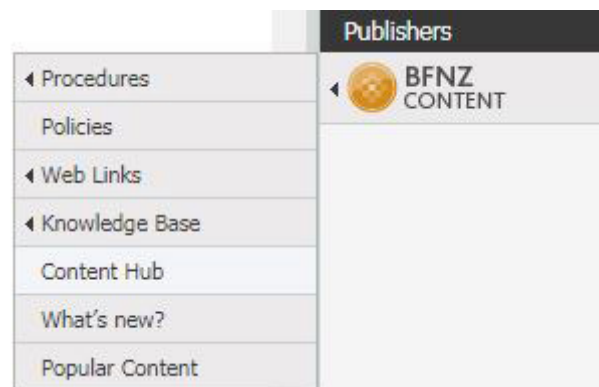 Publishers
BFNZ
CONTENT
Procedures
Policies
Web Links
Knowledge Base
Content Hub
What's new?
Popular Content